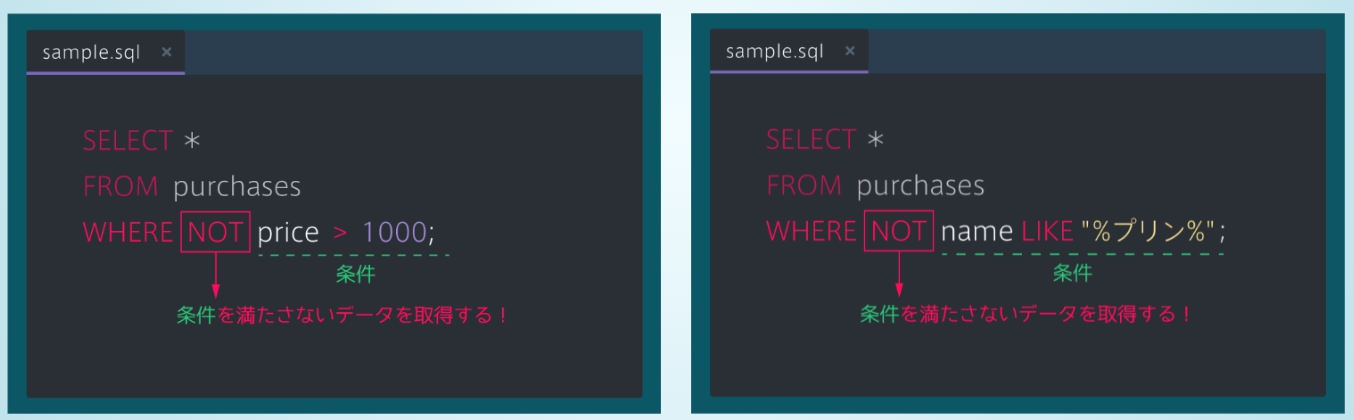 sample.sql ×
SELECT *
FROM purchases
WHERE NOT price > 1000;
条件
条件を満たさないデータを取得する！
sample.sql ×
SELECT *
FROM purchases
WHERE NOT name LIKE "%プリン%";
条件
条件を満たさないデータを取得する！